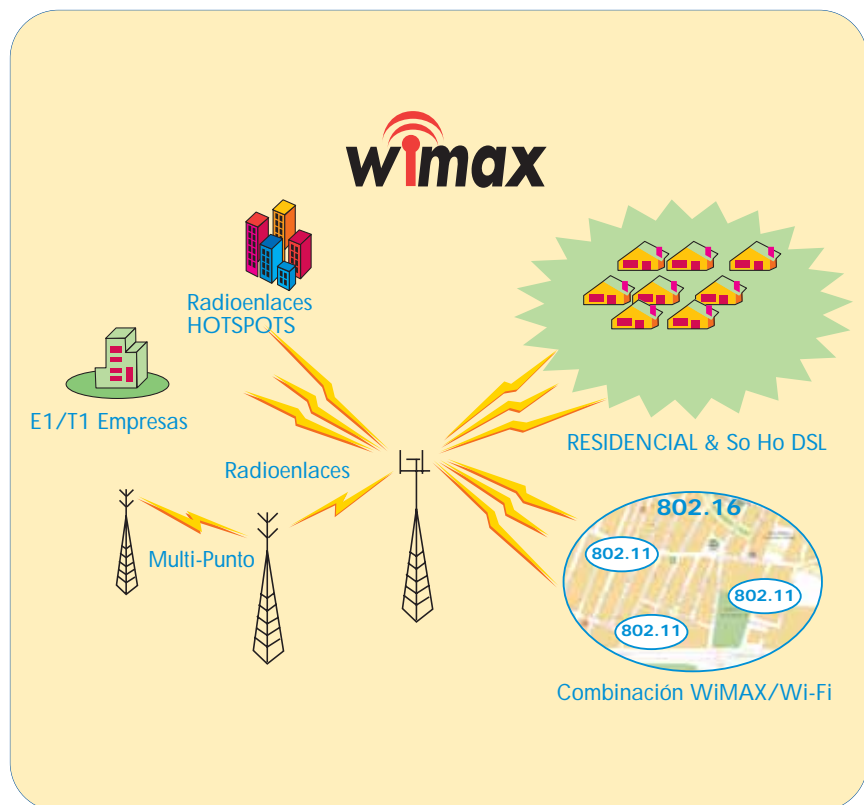 wimax
Radioenlaces
HOTSPOTS
E1/T1 Empresas
RESIDENCIAL & So Ho DSL
Radioenlaces
Multi-Punto
802.16
802.11
802.11
802.11
Combinación WiMAX/Wi-Fi